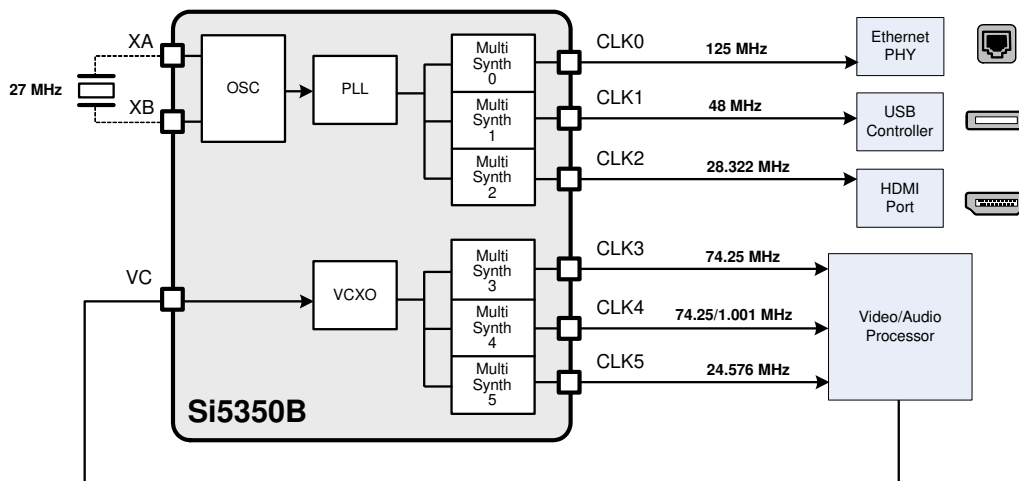 XA
27 MHz
XB
OSC
PLL
Multi
Synth
0
Multi
Synth
1
Multi
Synth
2
CLK0
125 MHz
Ethernet
PHY
CLK1
48 MHz
USB
Controller
CLK2
28.322 MHz
HDMI
Port
VC
VCXO
Multi
Synth
3
Multi
Synth
4
Multi
Synth
5
CLK3
74.25 MHz
CLK4
74.25/1.001 MHz
CLK5
24.576 MHz
Video/Audio
Processor
Si5350B